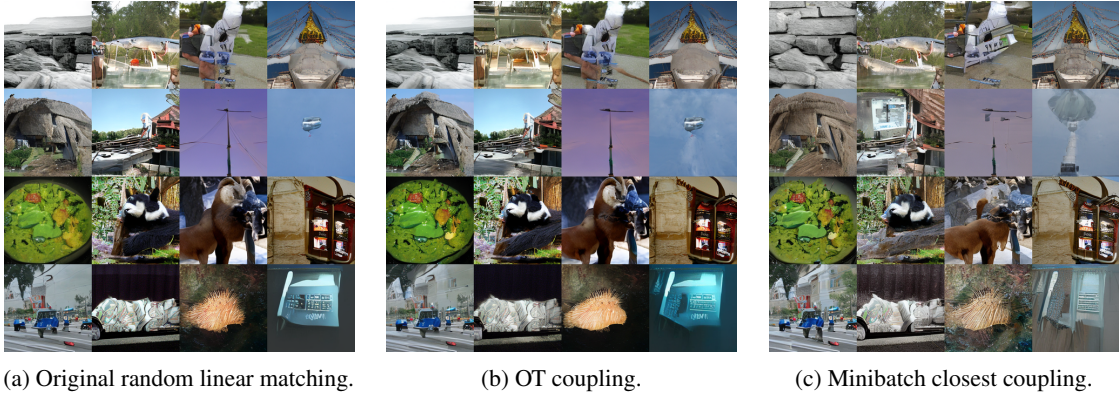 (a) Original random linear matching.
(b) OT coupling.
(c) Minibatch closest coupling.